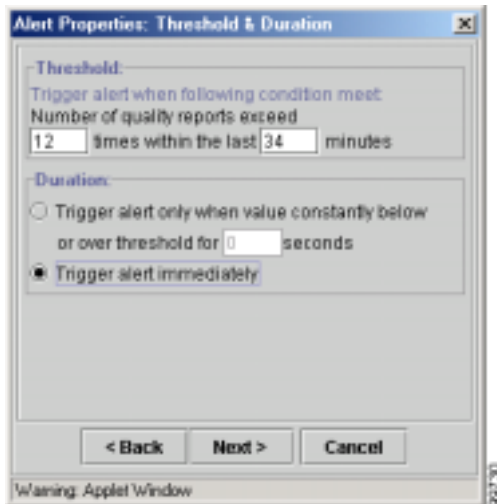 Alert Properties: Threshold & Duration
Threshold:
Trigger alert when following condition meet:
Number of quality reports exceed
12 times within the last 34 minutes
Duration:
Trigger alert only when value constantly below
or over threshold for 0 seconds
Trigger alert immediately
< Back Next > Cancel
Warning: Applet Window